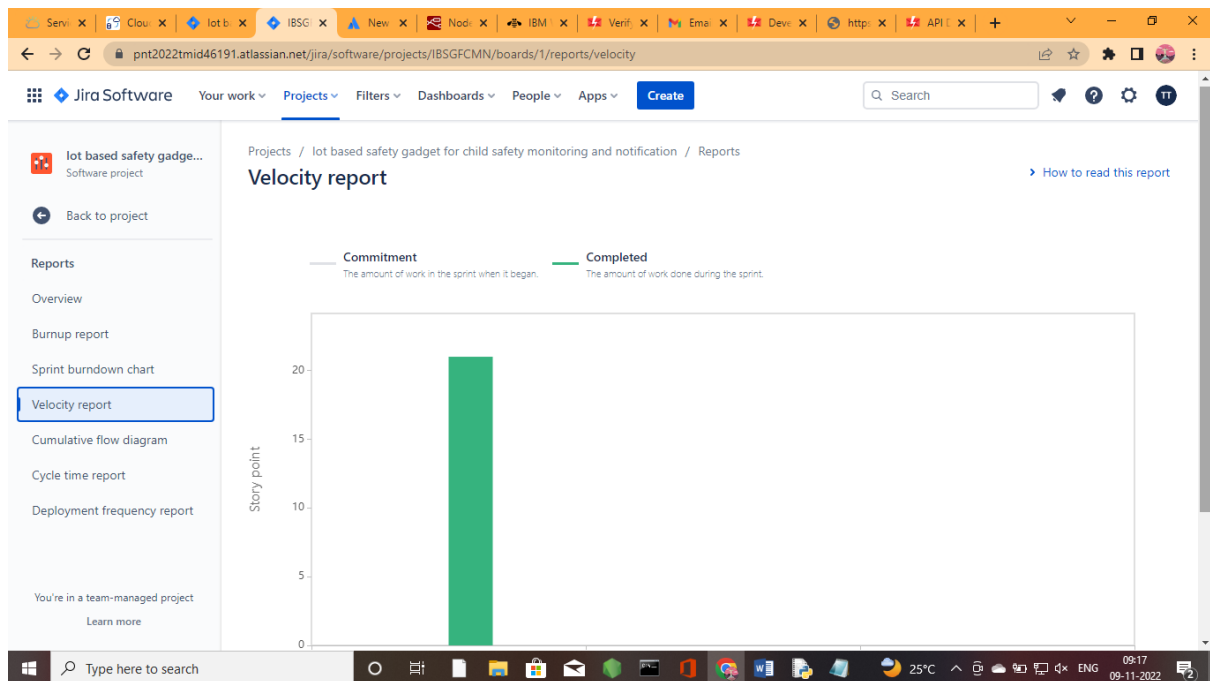 Servi
Clou
Iot b
IBSGI
New
Node
IBM
Verify
Emai
Deve
https
API D
pnt2022tmid46191.atlassian.net/jira/software/projects/IBSGFCMN/boards/1/reports/velocity
Jira Software Your work Projects Filters Dashboards People Apps Create Search TT
Iot based safety gadge...
Software project
Back to project
Reports
Overview
Burnup report
Sprint burndown chart
Velocity report
Cumulative flow diagram
Cycle time report
Deployment frequency report
You're in a team-managed project
Learn more
Projects / Iot based safety gadget for child safety monitoring and notification / Reports
Velocity report
How to read this report
Commitment
The amount of work in the sprint when it began.
Completed
The amount of work done during the sprint.
Story point
20
15
10
5
0
Type here to search
25°C
ENG
09:17
09-11-2022
2